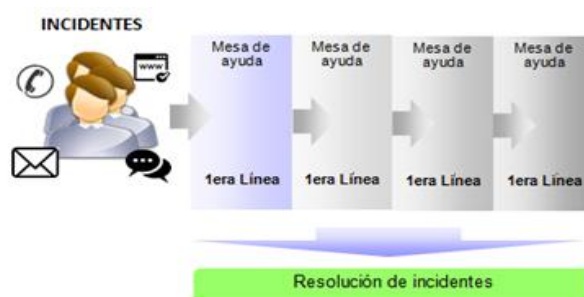 INCIDENTES
www
Mesa de
ayuda
1era Línea
Mesa de
ayuda
1era Línea
Mesa de
ayuda
1era Línea
Mesa de
ayuda
1era Línea
Resolución de incidentes